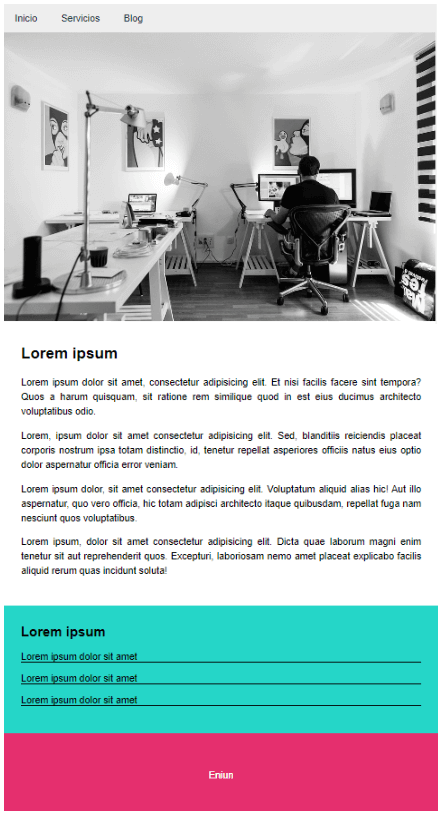 Inicio Servicios Blog
Lorem ipsum
Lorem ipsum dolor sit amet, consectetur adipisicing elit. Et nisi facilis facere sint tempora?
Quos a harum quisquam, sit ratione rem similique quod in est eius ducimus architecto
voluptatibus odio.
Lorem, ipsum dolor sit amet consectetur adipisicing elit. Sed, blanditiis reiciendis placeat
corporis nostrum ipsa totam distinctio, id, tenetur repellat asperiores officiis natus eius optio
dolor aspernatur officia error veniam.
Lorem ipsum dolor, sit amet consectetur adipisicing elit. Voluptatum aliquid alias hic! Aut illo
aspernatur, quo vero officia, hic totam adipisci architecto itaque quibusdam, repellat fuga nam
nesciunt quos voluptatibus.
Lorem ipsum, dolor sit amet consectetur adipisicing elit. Dicta quae laborum magni enim
tenetur sit aut reprehenderit quos. Excepturi, laboriosam nemo amet placeat explicabo facilis
aliquid rerum quas incidunt soluta!
Lorem ipsum
Lorem ipsum dolor sit amet
Lorem ipsum dolor sit amet
Lorem ipsum dolor sit amet